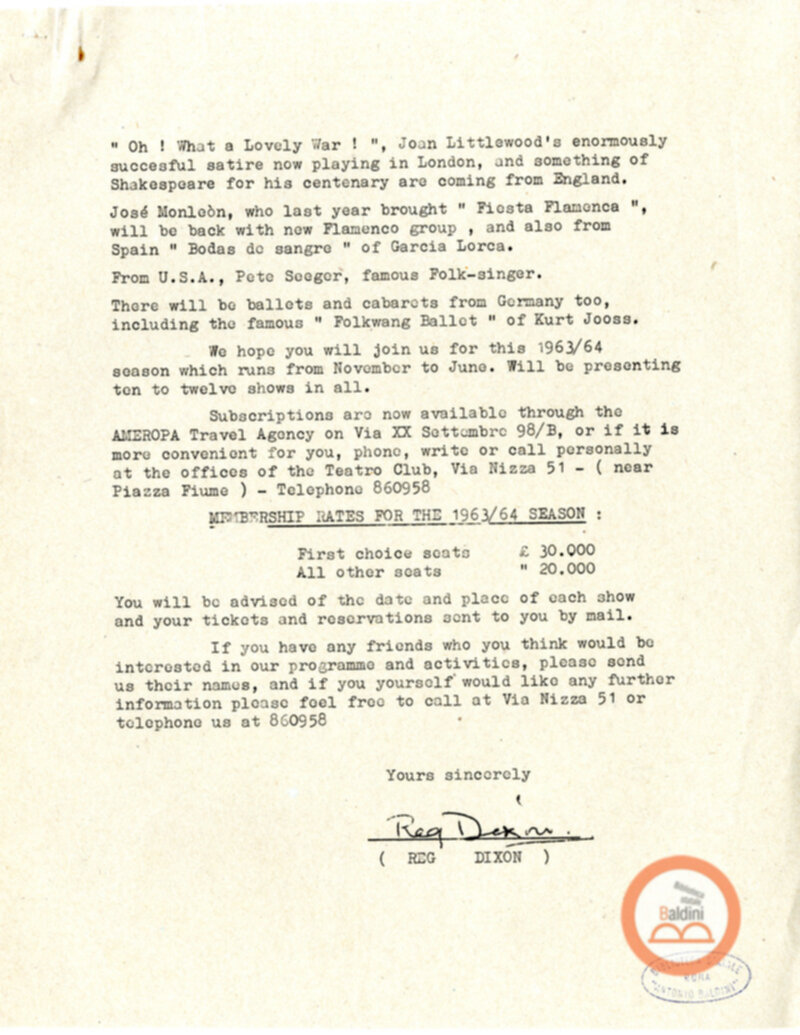 " Oh ! What a Lovely War ! ", Joan Littlewood's enormously
succesful satire now playing in London, and something of
Shakespeare for his centenary are coming from England.
José Monleòn, who last year brought " Fiesta Flamenca ",
will be back with new Flamenco group , and also from
Spain " Bodas de sangre " of Garcia Lorca.
From U.S.A., Pete Seeger, famous Folk-singer.
There will be ballets and cabarets from Germany too,
including the famous " Folkwang Ballet " of Kurt Jooss.
We hope you will join us for this 1963/64
season which runs from November to June. Will be presenting
ten to twelve shows in all.
Subscriptions are now available through the
AMEROPA Travel Agency on Via XX Settembre 98/B, or if it is
more convenient for you, phone, write or call personally
at the offices of the Teatro Club, Via Nizza 51 - ( near
Piazza Fiume ) - Telephone 860958
MEMBERSHIP RATES FOR THE 1963/64 SEASON :
First choice seats £ 30.000
All other seats " 20.000
You will be advised of the date and place of each show
and your tickets and reservations sent to you by mail.
If you have any friends who you think would be
interested in our programme and activities, please send
us their names, and if you yourself would like any further
information please feel free to call at Via Nizza 51 or
telephone us at 860958
Yours sincerely
Reg Dixon.
( REG DIXON )
Biblioteca
statale
Baldini
BIBLIOTECA STATALE
ROMA
"ANTONIO BALDINI"